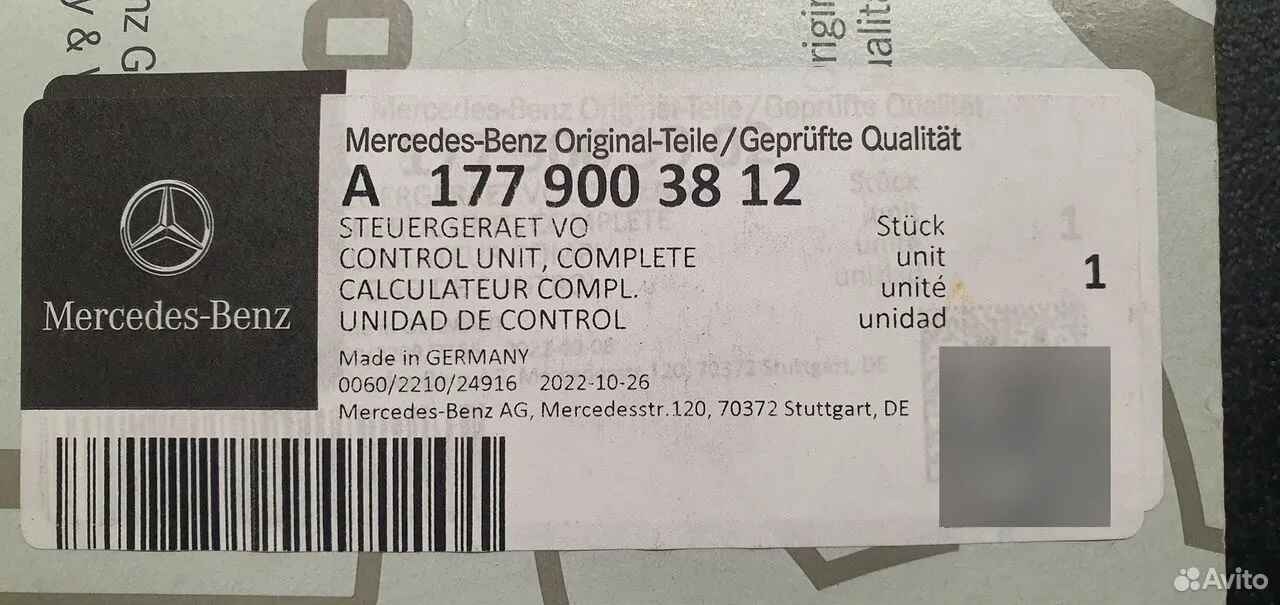 Mercedes-Benz Original-Teile/Geprüfte Qualität
A 177 900 38 12
STEUERGERAET VO Stück
CONTROL UNIT, COMPLETE unit 1
CALCULATEUR COMPL. unité
UNIDAD DE CONTROL unidad
Made in GERMANY
0060/2210/24916 2022-10-26
Mercedes-Benz AG, Mercedesstr.120, 70372 Stuttgart, DE
Mercedes-Benz
Avito